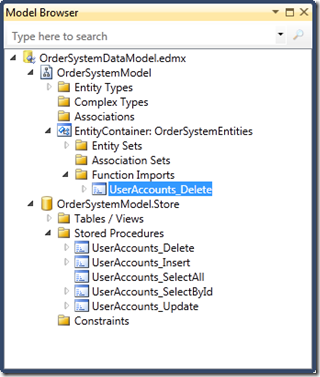 Model Browser
Type here to search
OrderSystemDataModel.edmx
OrderSystemModel
Entity Types
Complex Types
Associations
EntityContainer: OrderSystemEntities
Entity Sets
Association Sets
Function Imports
UserAccounts_Delete
OrderSystemModel.Store
Tables / Views
Stored Procedures
UserAccounts_Delete
UserAccounts_Insert
UserAccounts_SelectAll
UserAccounts_SelectById
UserAccounts_Update
Constraints